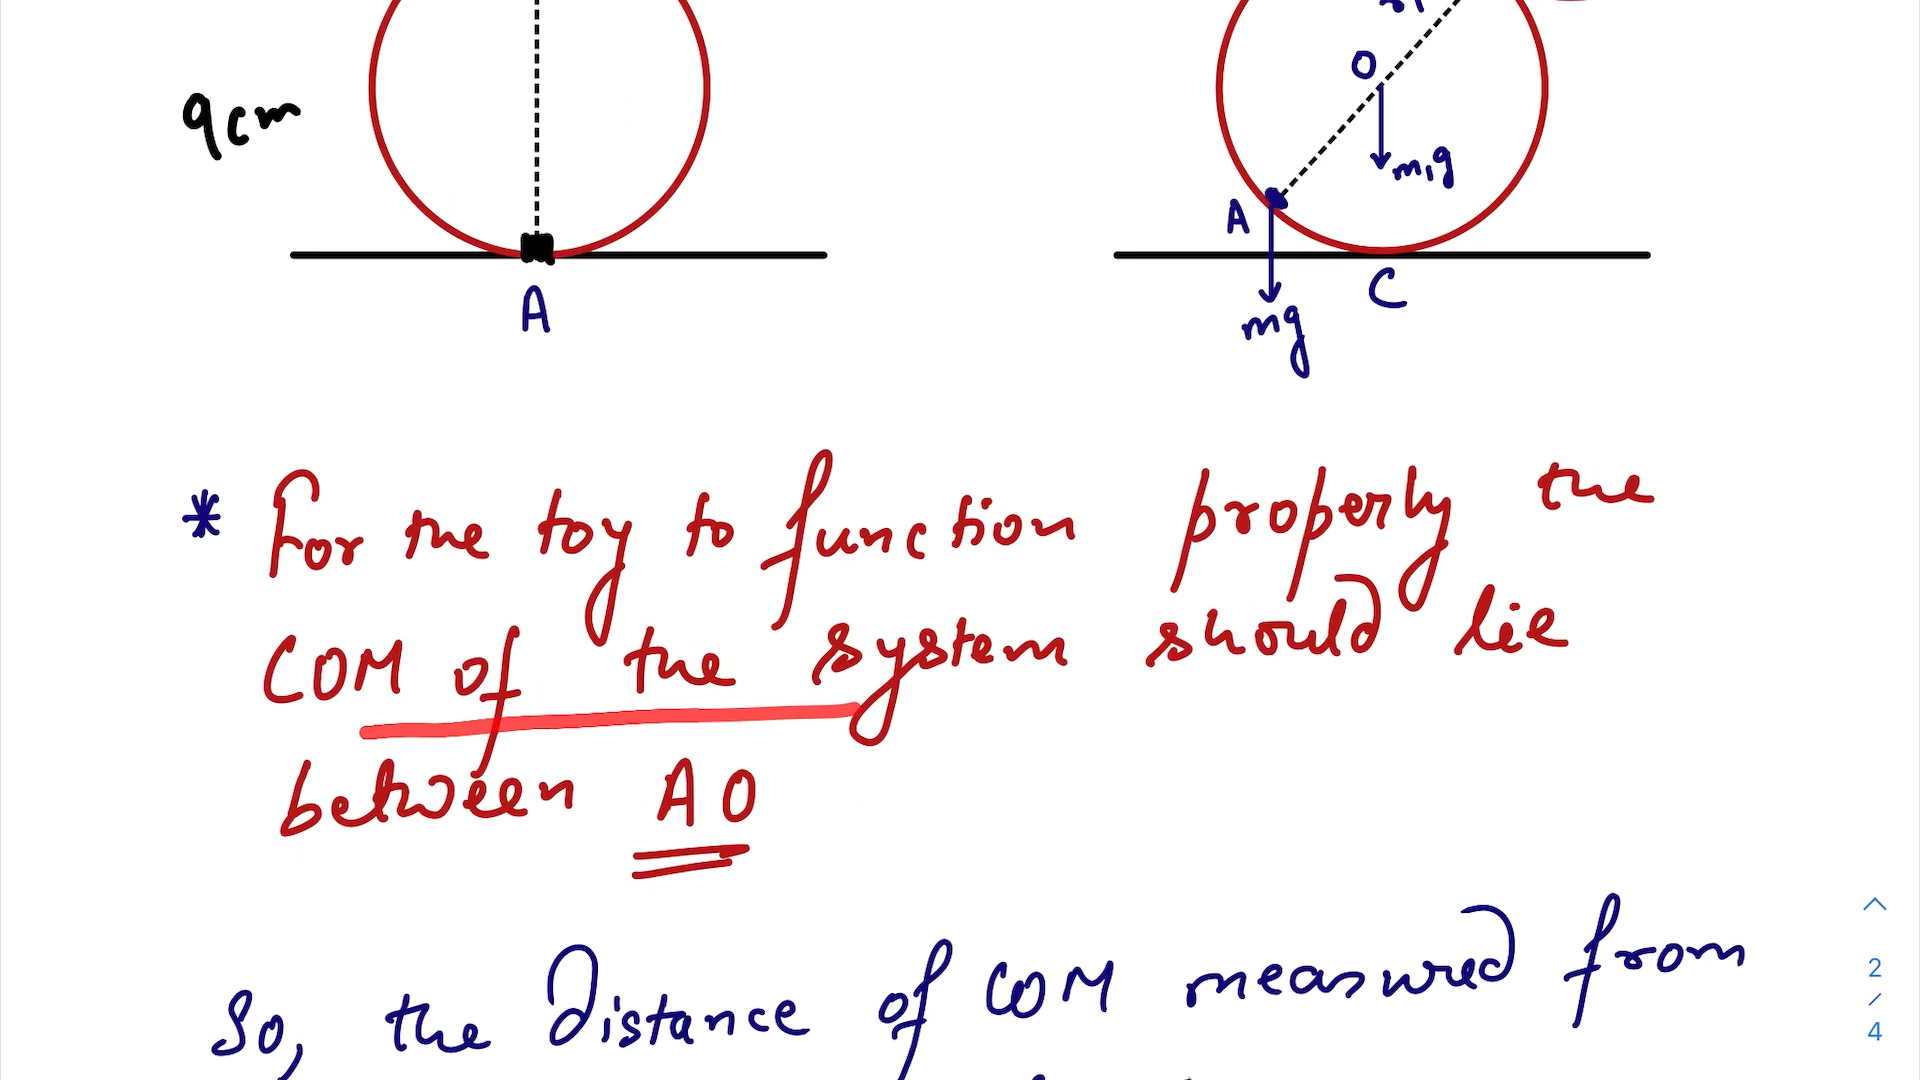 O
9cm
m₁g
A
A
C
mg
* For the toy to function properly the
COM of the system should lie
between AO
So, the Distance of COM measured from
2
/
4